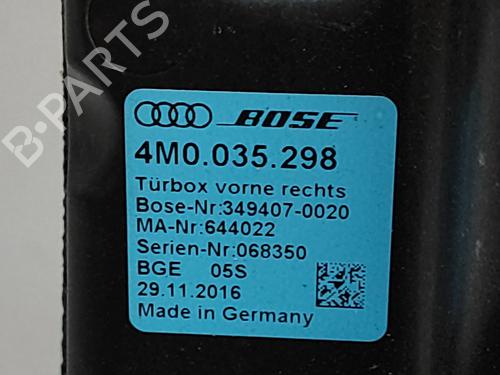 B-PARTS
BOSE
4M0.035.298
Türbox vorne rechts
Bose-Nr:349407-0020
MA-Nr:644022
Serien-Nr:068350
BGE 05S
29.11.2016
Made in Germany